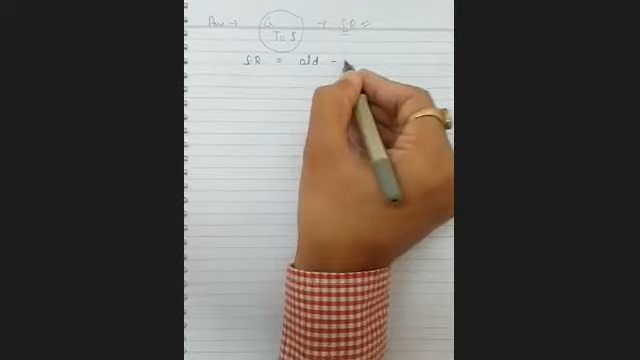 Ans → G To S → SR =
SR = old -